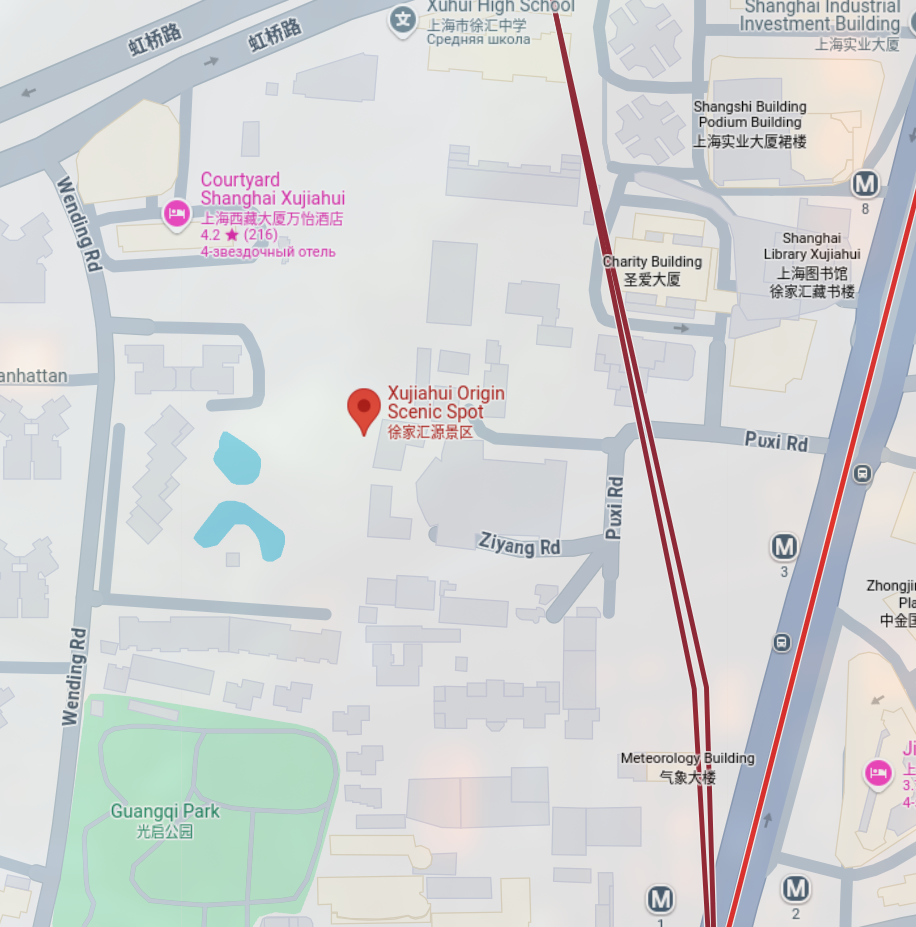 Xuhui High School
上海市徐汇中学
Средняя школа
Shanghai Industrial
Investment Building
上海实业大厦
虹桥路
虹桥路
Shangshi Building
Podium Building
上海实业大厦裙楼
M
8
Courtyard
Shanghai Xujiahui
上海西藏大厦万怡酒店
4.2 ★ (216)
4-звездочный отель
Wending Rd
Charity Building
圣爱大厦
Shanghai
Library Xujiahui
上海图书馆
徐家汇藏书楼
anhattan
Xujiahui Origin
Scenic Spot
徐家汇源景区
Puxi Rd
Puxi Rd
Ziyang Rd
M
3
Zhongji
Pla
中金国
Wending Rd
Meteorology Building
气象大楼
Ji
上
3.
4-
Guangqi Park
光启公园
M
1
M
2